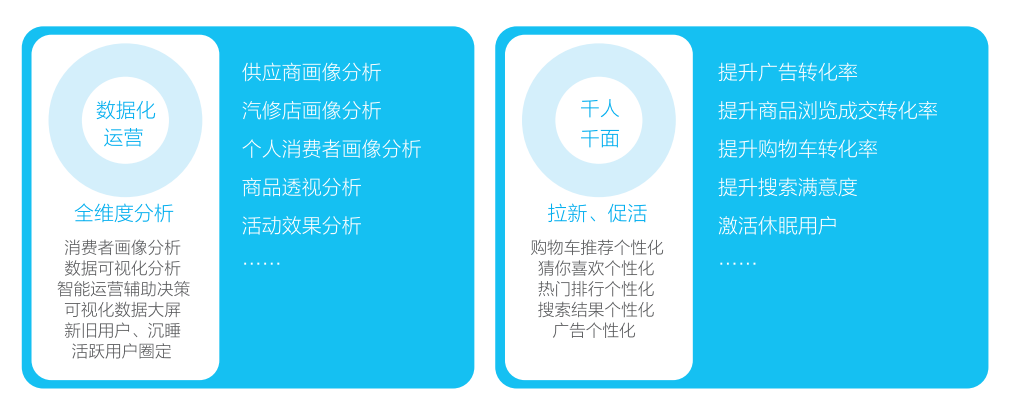 数据化
运营
全维度分析
消费者画像分析
数据可视化分析
智能运营辅助决策
可视化数据大屏
新旧用户、沉睡
活跃用户圈定
供应商画像分析
汽修店画像分析
个人消费者画像分析
商品透视分析
活动效果分析
……
千人
千面
拉新、促活
购物车推荐个性化
猜你喜欢个性化
热门排行个性化
搜索结果个性化
广告个性化
提升广告转化率
提升商品浏览成交转化率
提升购物车转化率
提升搜索满意度
激活休眠用户
……